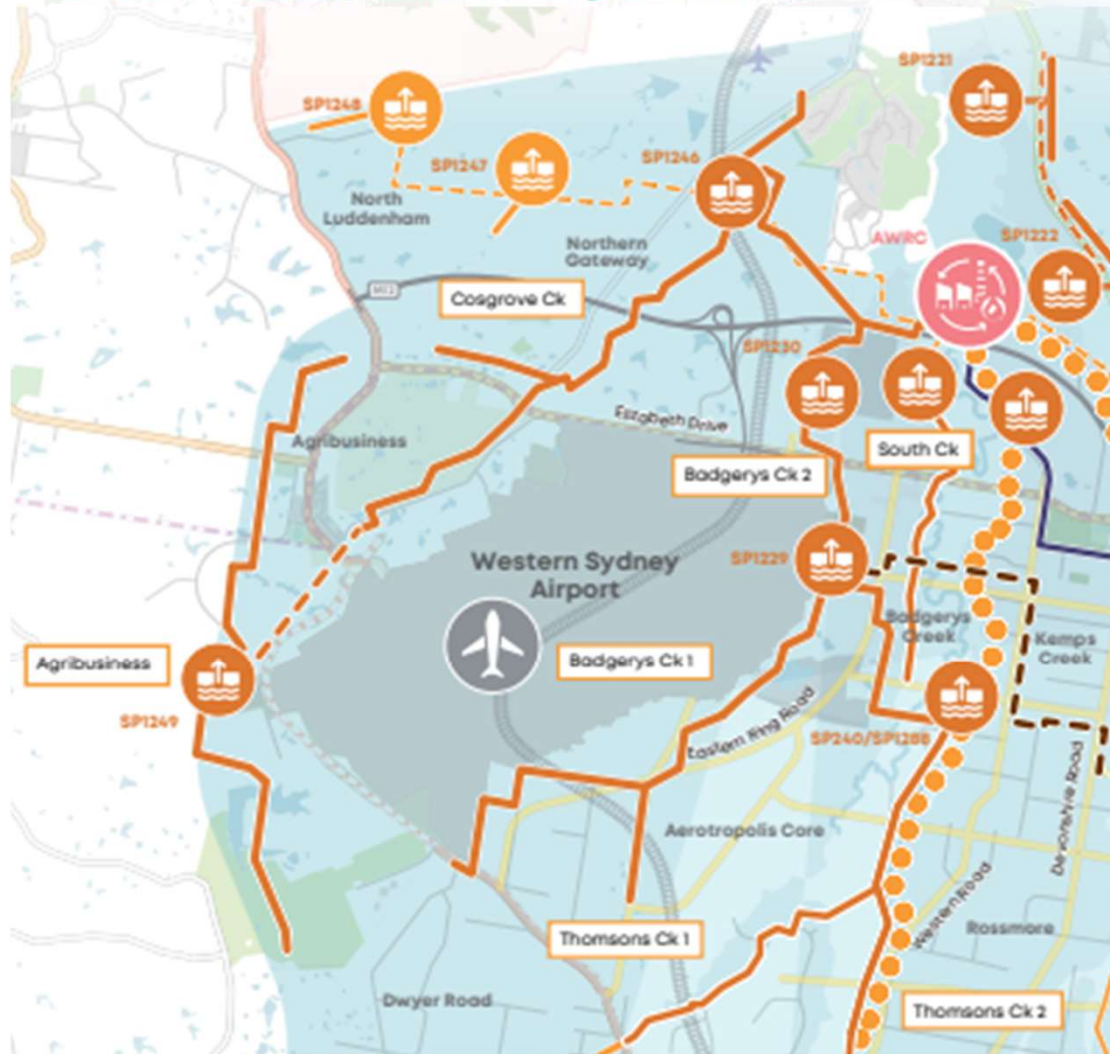 SP1221
SP1248
SP1247
SP1246
North
Luddenham
Northern
Gateway
AWRC
SP1222
M12
Cosgrove Ck
SP1230
Elizabeth Drive
Agribusiness
South Ck
Badgerys Ck 2
Western Sydney
Airport
SP1229
Badgerys
Creek
Kemps
Creek
Agribusiness
Badgerys Ck 1
SP1249
Eastern Ring Road
SP240/SP1288
Devonshire Road
Aerotropolis Core
Western Road
Rossmore
Thomsons Ck 1
Dwyer Road
Thomsons Ck 2